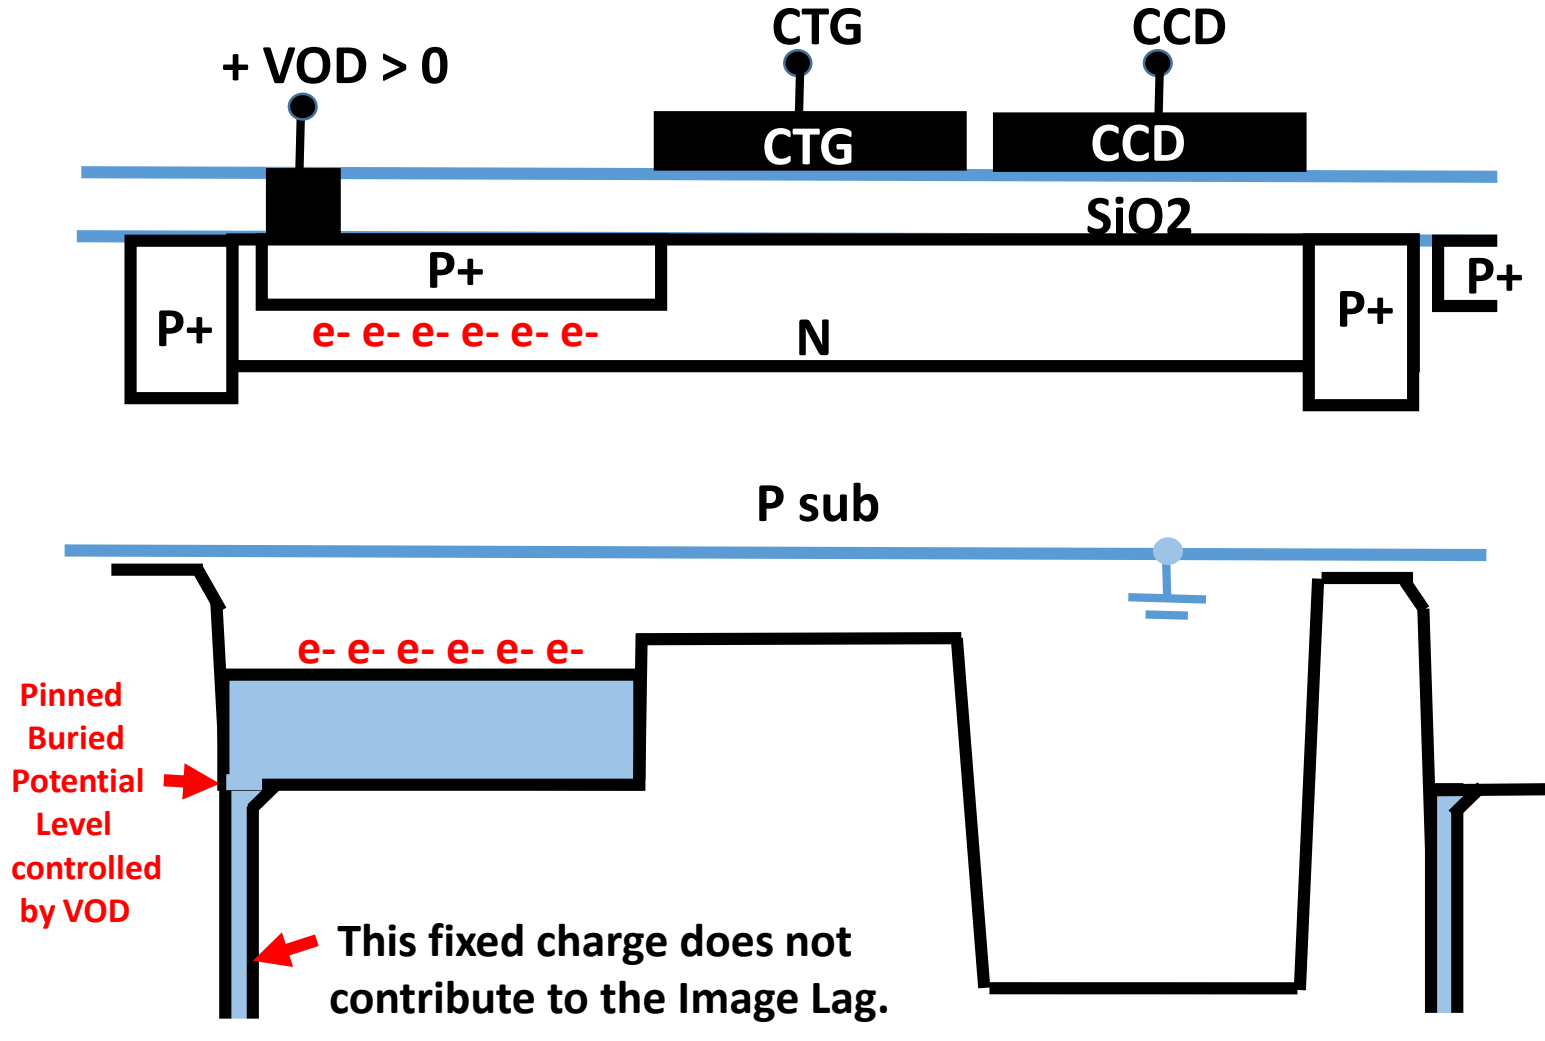 CTG
CCD
+ VOD > 0
CTG
CCD
SiO2
P+
P+
P+
P+
e- e- e- e- e- e-
N
P sub
e- e- e- e- e- e-
Pinned
Buried
Potential
Level
controlled
by VOD
This fixed charge does not
contribute to the Image Lag.